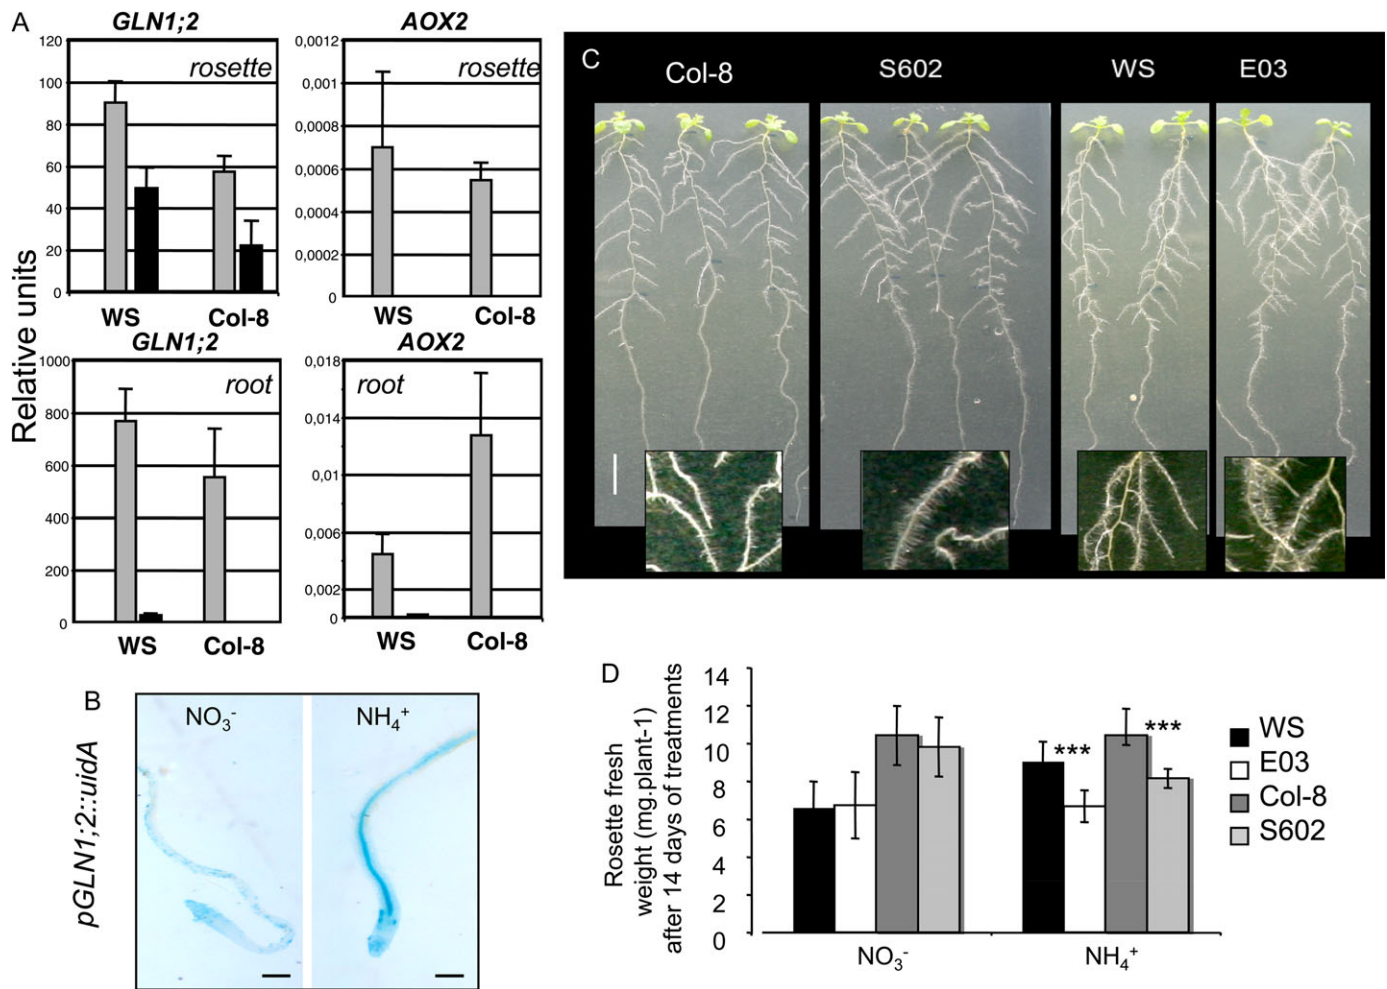 A
GLN1;2
AOX2
Relative units
120
100
80
60
40
20
0
rosette
WS
Col-8
0,0012
0,001
0,0008
0,0006
0,0004
0,0002
0
rosette
WS
Col-8
GLN1;2
AOX2
1000
800
600
400
200
0
root
WS
Col-8
0,018
0,014
0,01
0,006
0,002
0
root
WS
Col-8
C
Col-8
S602
WS
E03
B
pGLN1;2::uidA
NO₃⁻
NH₄⁺
D
Rosette fresh
weight (mg.plant-1)
after 14 days of treatments
14
12
10
8
6
4
2
0
***
***
NO₃⁻
NH₄⁺
WS
E03
Col-8
S602